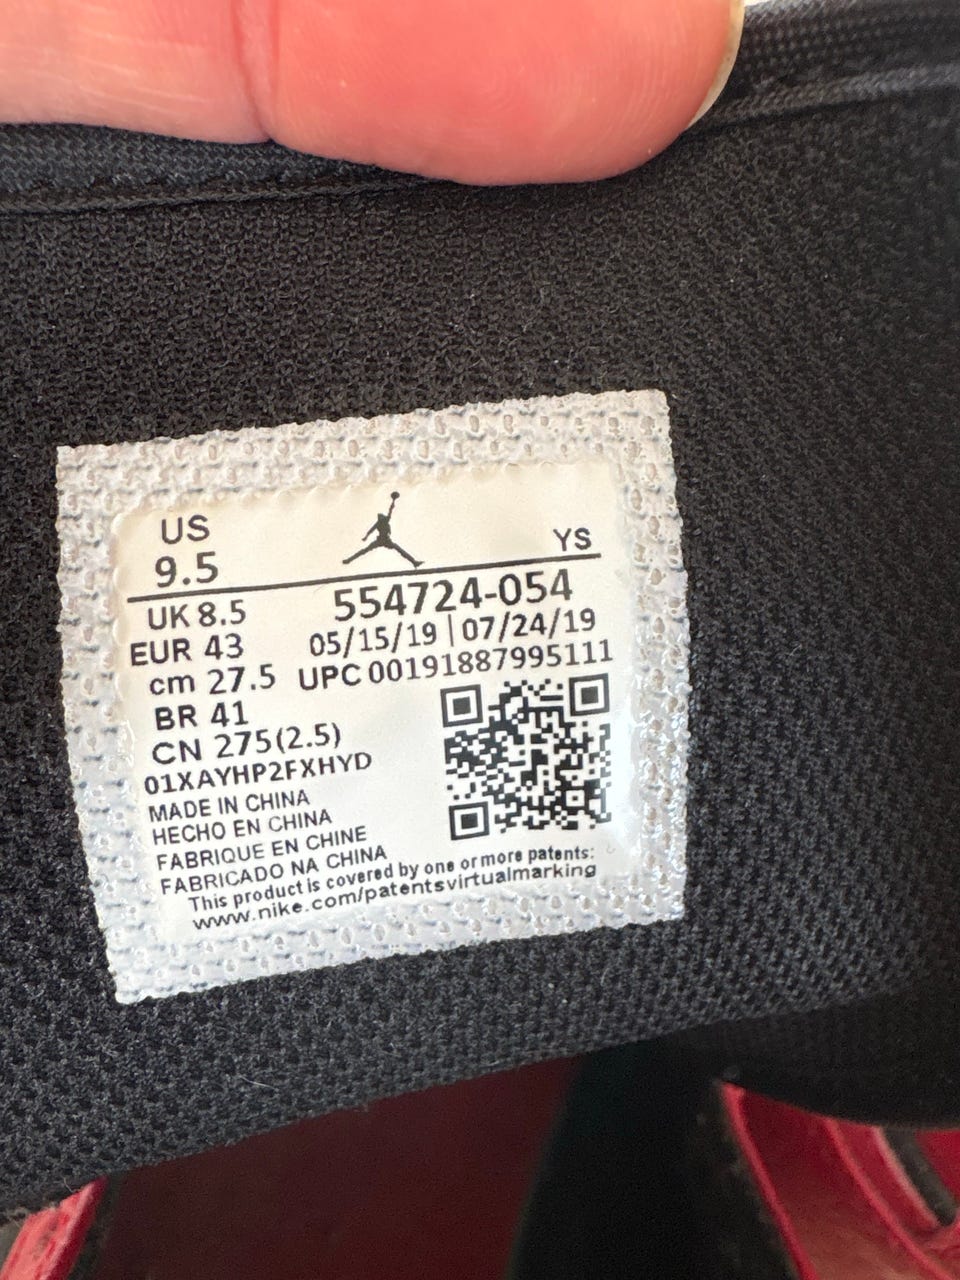 US
9.5
YS
UK 8.5
554724-054
EUR 43
05/15/19 | 07/24/19
cm 27.5
UPC 00191887995111
BR 41
CN 275(2.5)
01XAYHP2FXHYD
MADE IN CHINA
HECHO EN CHINA
FABRIQUE EN CHINE
FABRICADO NA CHINA
This product is covered by one or more patents:
www.nike.com/patentsvirtualmarking